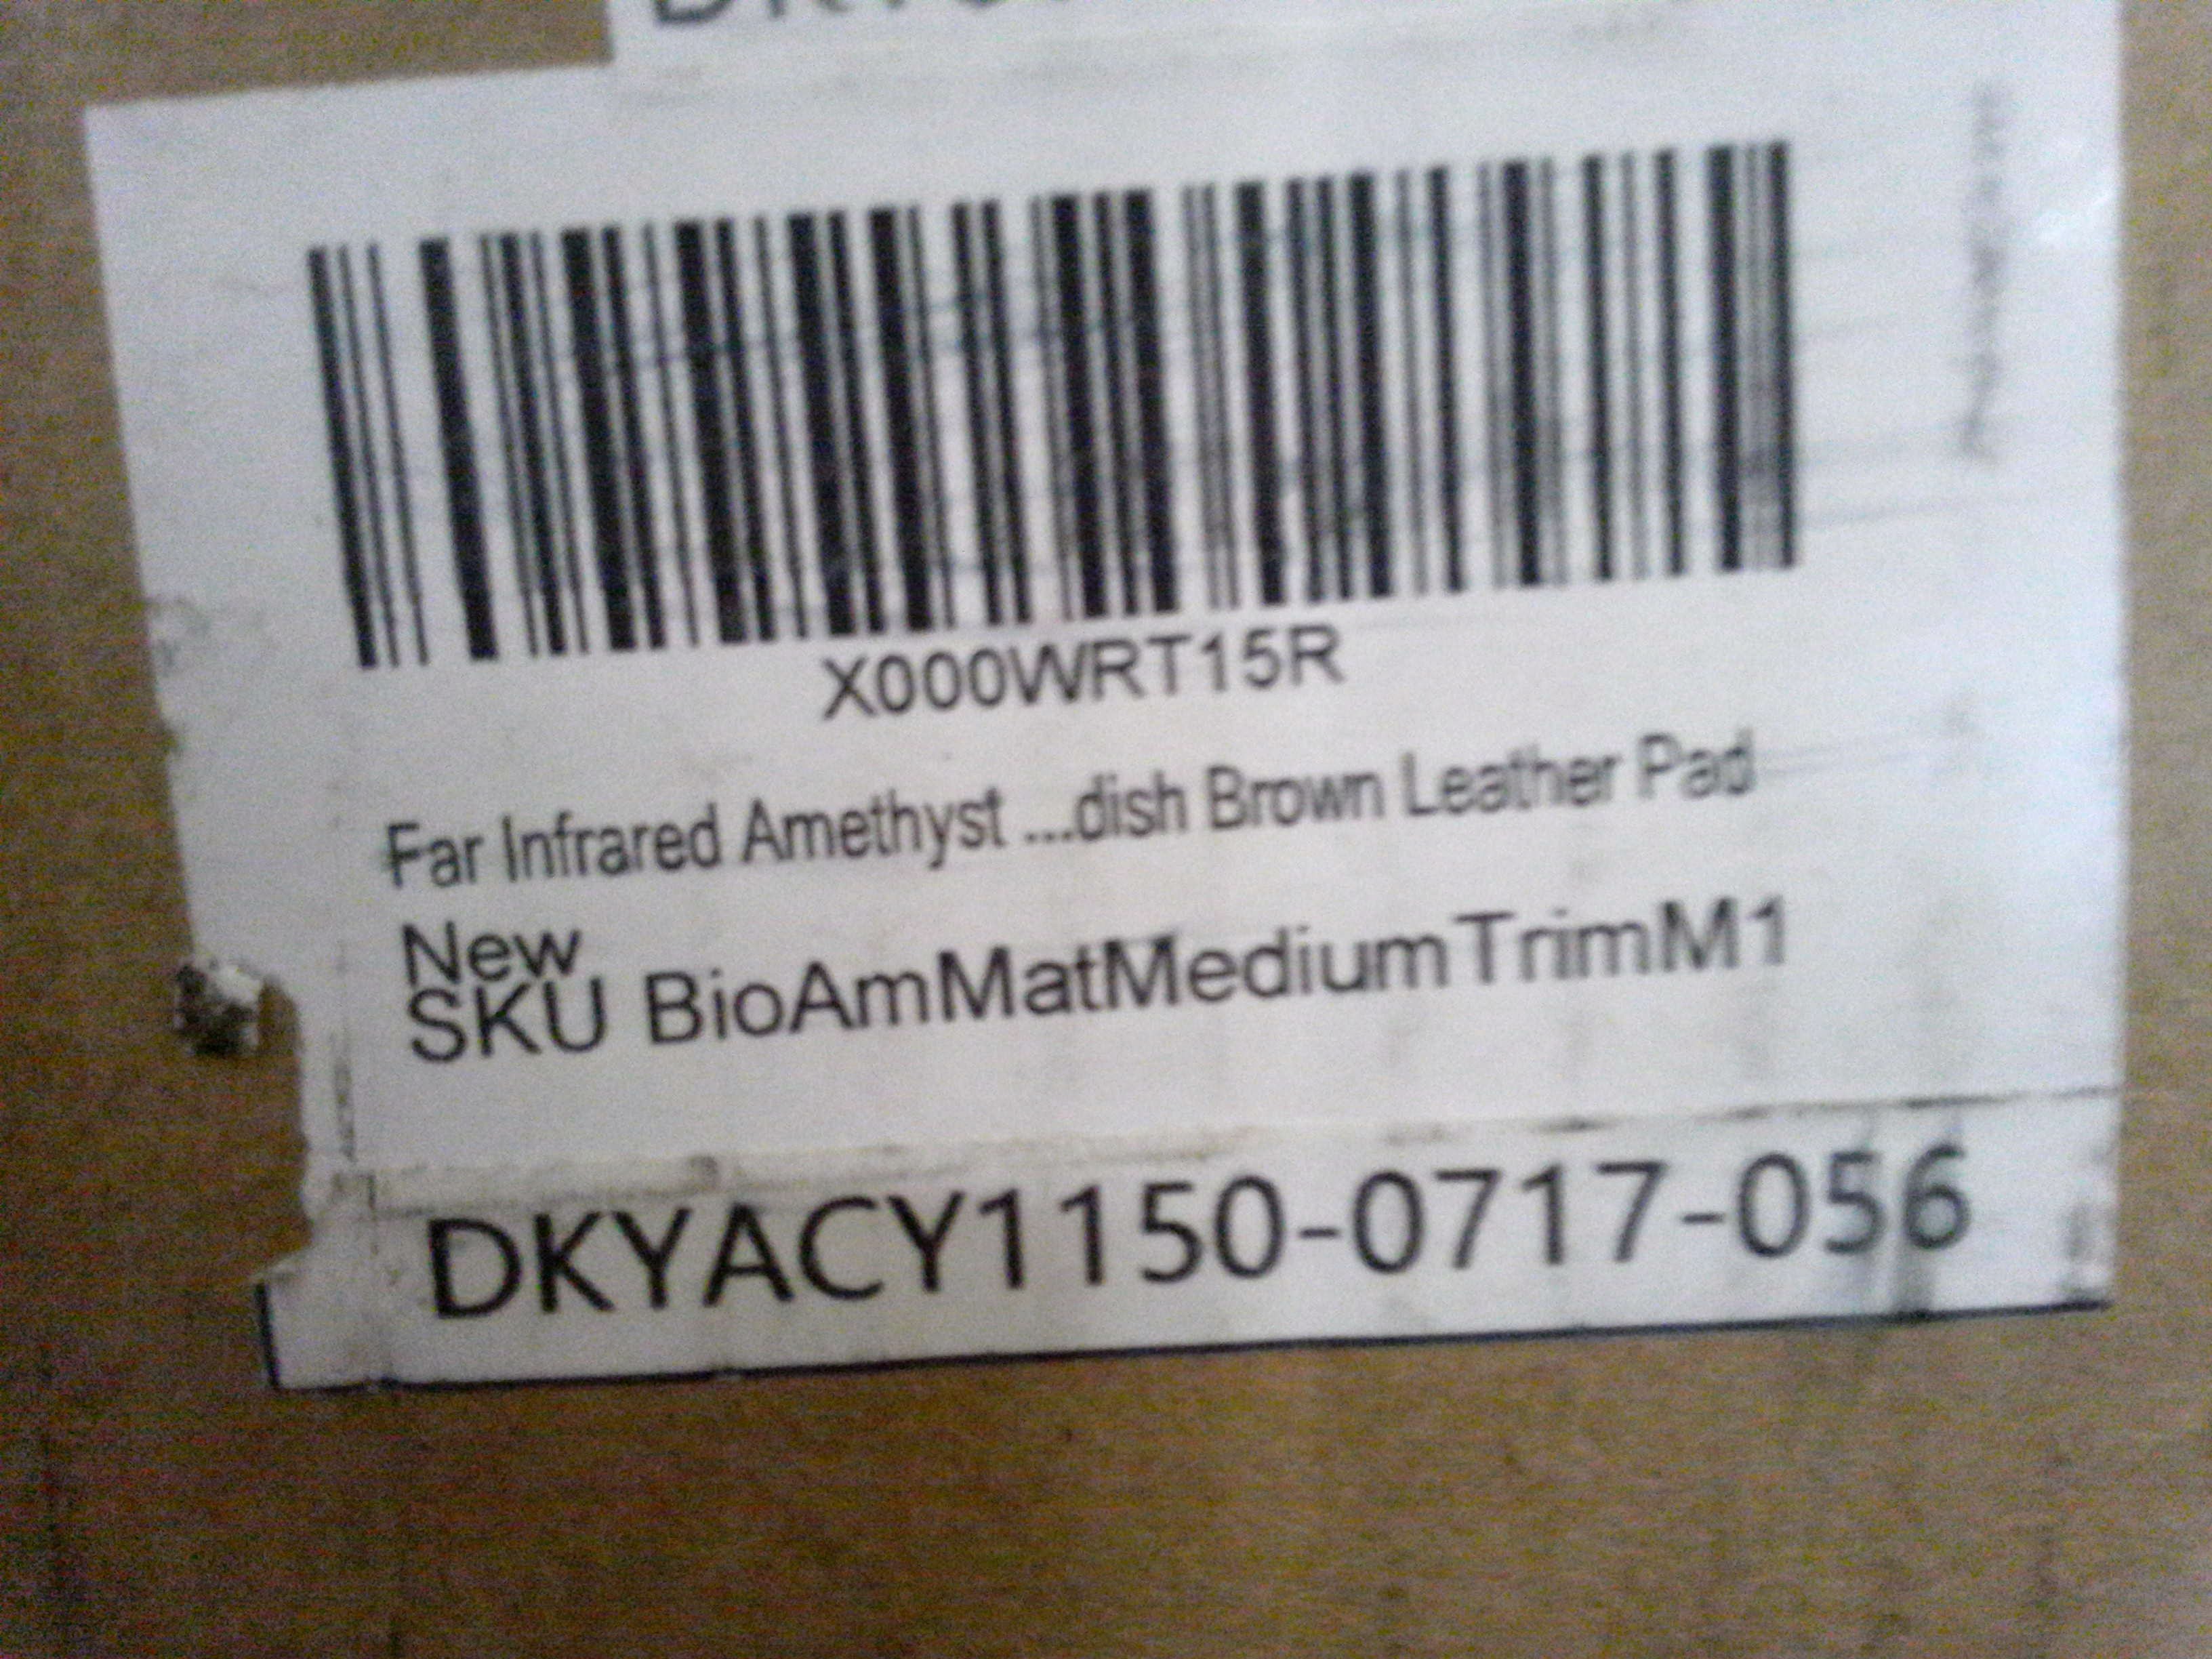 X000WRT15R
Far Infrared Amethyst ...dish Brown Leather Pad
New
SKU BioAmMatMediumTrimM1
DKYACY1150-0717-056